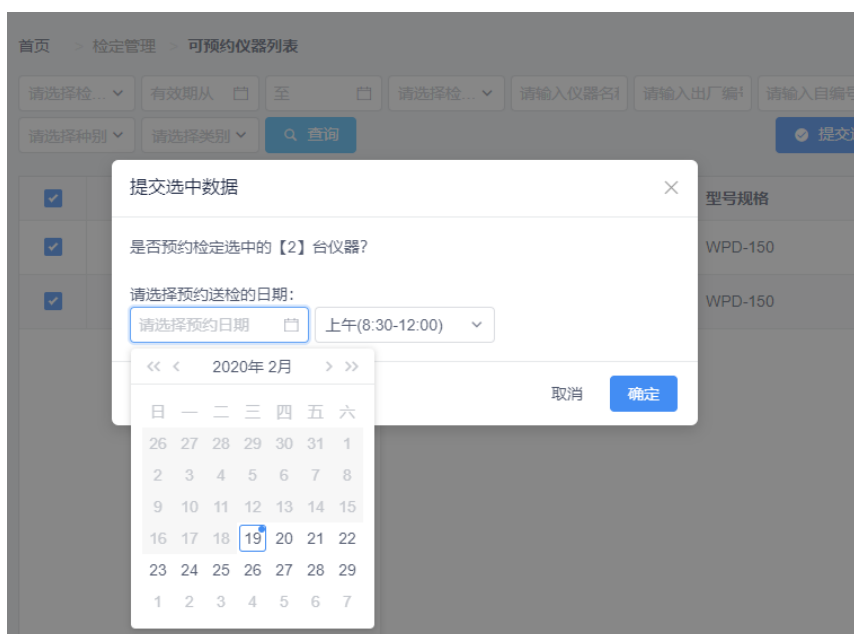 首页 > 检定管理 > 可预约仪器列表
请选择检... 有效期从 至 请选择检... 请输入仪器名称 请输入出厂编号 请输入自编号
请选择种别 请选择类别 查询 提交
提交选中数据
型号规格
是否预约检定选中的【2】台仪器？
WPD-150
请选择预约送检的日期：
WPD-150
请选择预约日期 上午(8:30-12:00)
2020年 2月
取消 确定
日 一 二 三 四 五 六
26 27 28 29 30 31 1
2 3 4 5 6 7 8
9 10 11 12 13 14 15
16 17 18 19 20 21 22
23 24 25 26 27 28 29
1 2 3 4 5 6 7